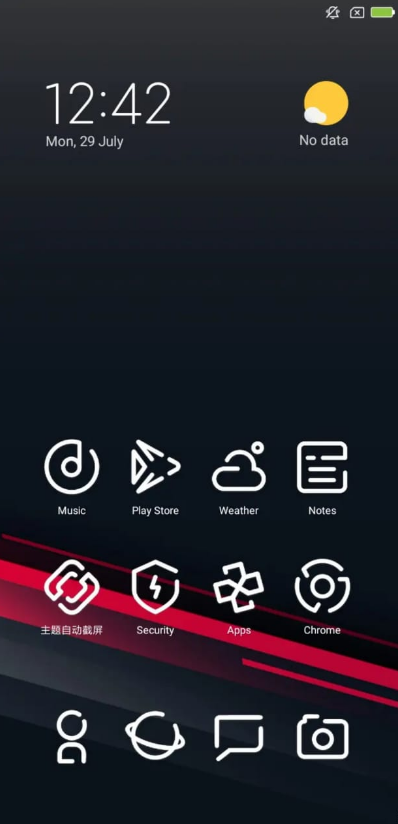 12:42
Mon, 29 July
No data
Music
Play Store
Weather
Notes
主题自动截屏
Security
Apps
Chrome